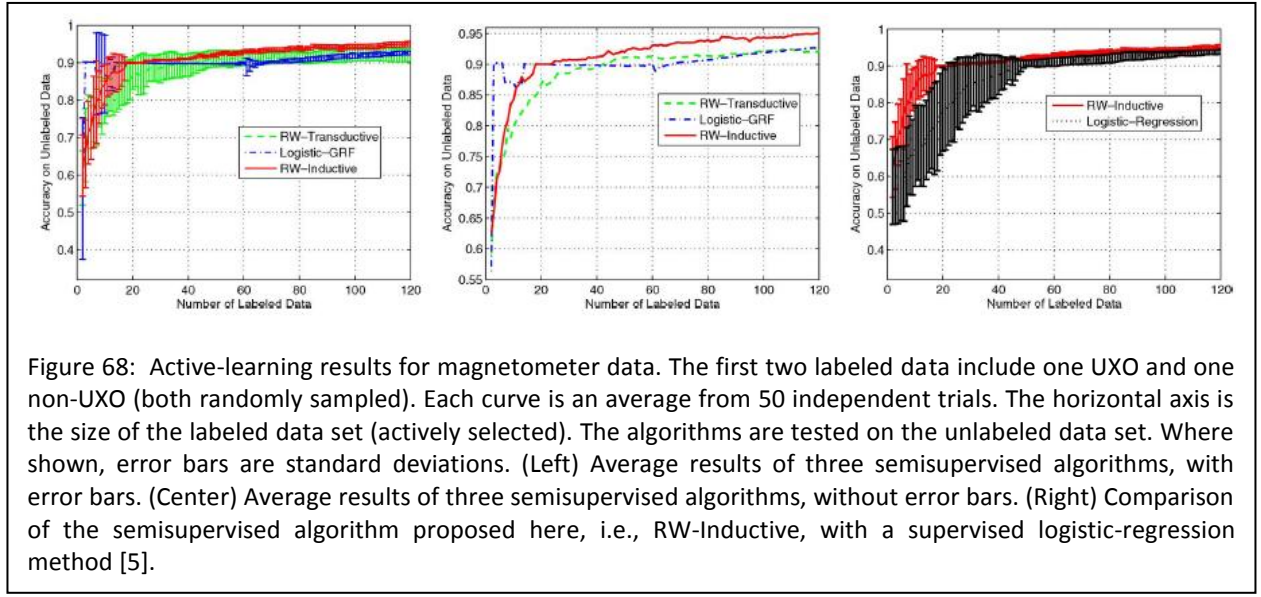 1
0.9
0.8
0.7
0.6
0.5
0.4
0 20 40 60 80 100 120
Accuracy on Unlabeled Data
Number of Labeled Data
RW-Transductive
Logistic-GRF
RW-Inductive
0.95
0.9
0.85
0.8
0.75
0.7
0.65
0.6
0.55
0 20 40 60 80 100 120
Accuracy on Unlabeled Data
Number of Labeled Data
RW-Transductive
Logistic-GRF
RW-Inductive
1
0.9
0.8
0.7
0.6
0.5
0.4
0 20 40 60 80 100 120
Accuracy on Unlabeled Data
Number of Labeled Data
RW-Inductive
Logistic-Regression
Figure 68: Active-learning results for magnetometer data. The first two labeled data include one UXO and one
non-UXO (both randomly sampled). Each curve is an average from 50 independent trials. The horizontal axis is
the size of the labeled data set (actively selected). The algorithms are tested on the unlabeled data set. Where
shown, error bars are standard deviations. (Left) Average results of three semisupervised algorithms, with
error bars. (Center) Average results of three semisupervised algorithms, without error bars. (Right) Comparison
of the semisupervised algorithm proposed here, i.e., RW-Inductive, with a supervised logistic-regression
method [5].